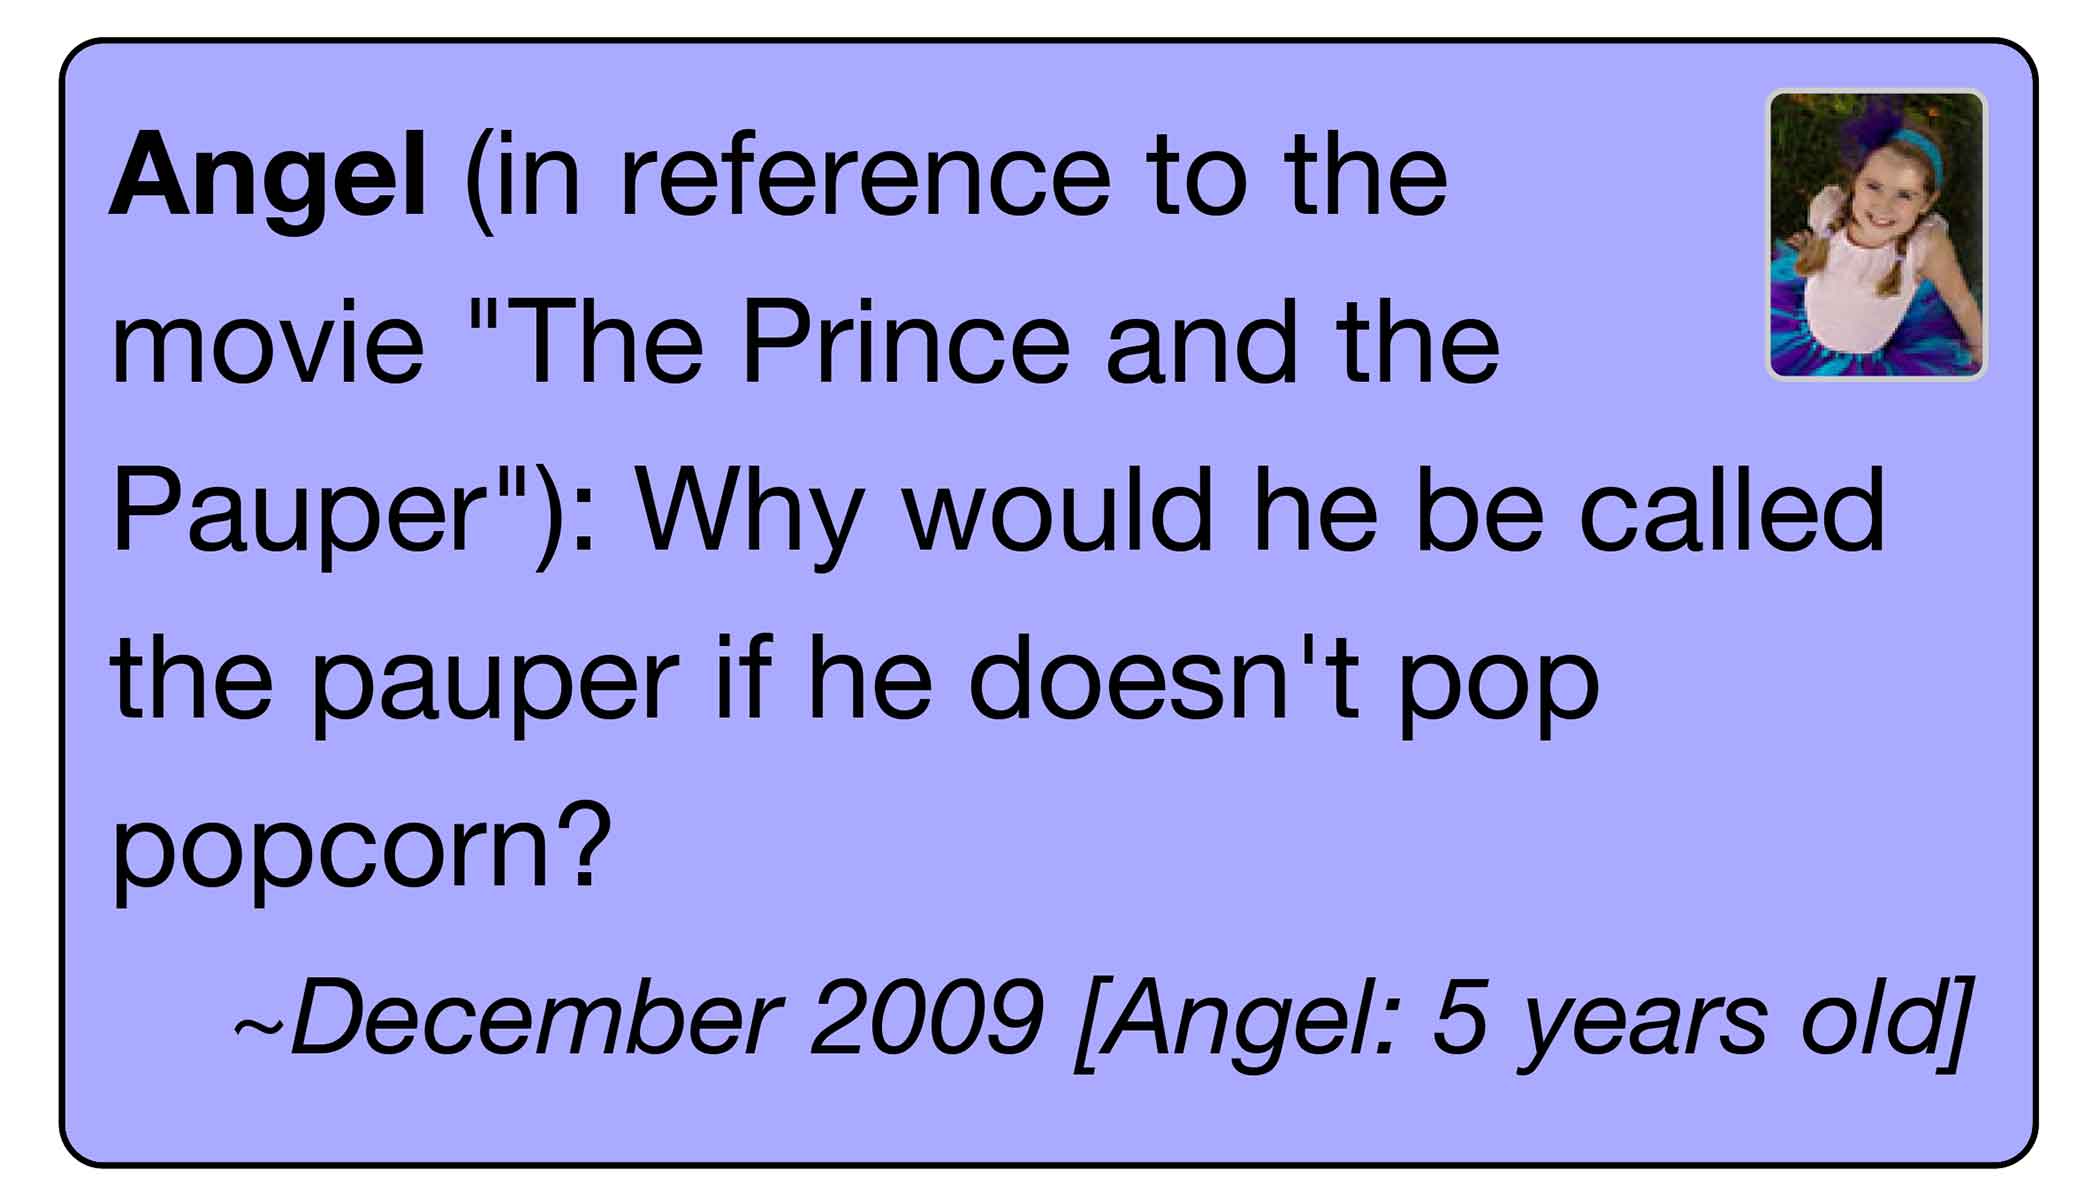 Angel (in reference to the
movie "The Prince and the
Pauper"): Why would he be called
the pauper if he doesn't pop
popcorn?
~December 2009 [Angel: 5 years old]